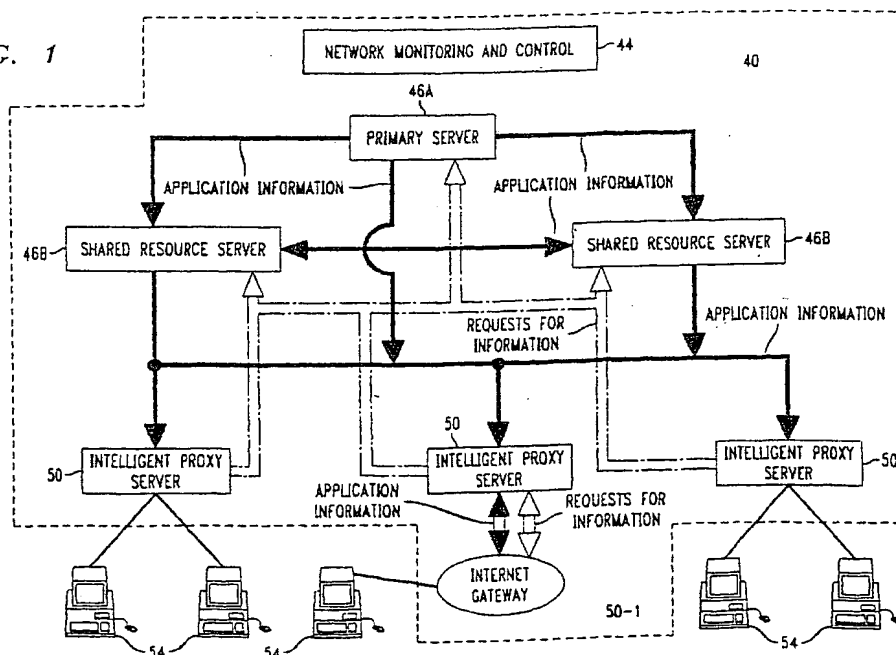 G. 1
NETWORK MONITORING AND CONTROL
44
40
46A
PRIMARY SERVER
APPLICATION INFORMATION
APPLICATION INFORMATION
APPLICATION INFORMATION
46B
SHARED RESOURCE SERVER
SHARED RESOURCE SERVER
46B
REQUESTS FOR
INFORMATION
APPLICATION INFORMATION
50
INTELLIGENT PROXY
SERVER
50
INTELLIGENT PROXY
SERVER
INTELLIGENT PROXY
SERVER
50
APPLICATION
INFORMATION
REQUESTS FOR
INFORMATION
INTERNET
GATEWAY
50-1
54
54
54